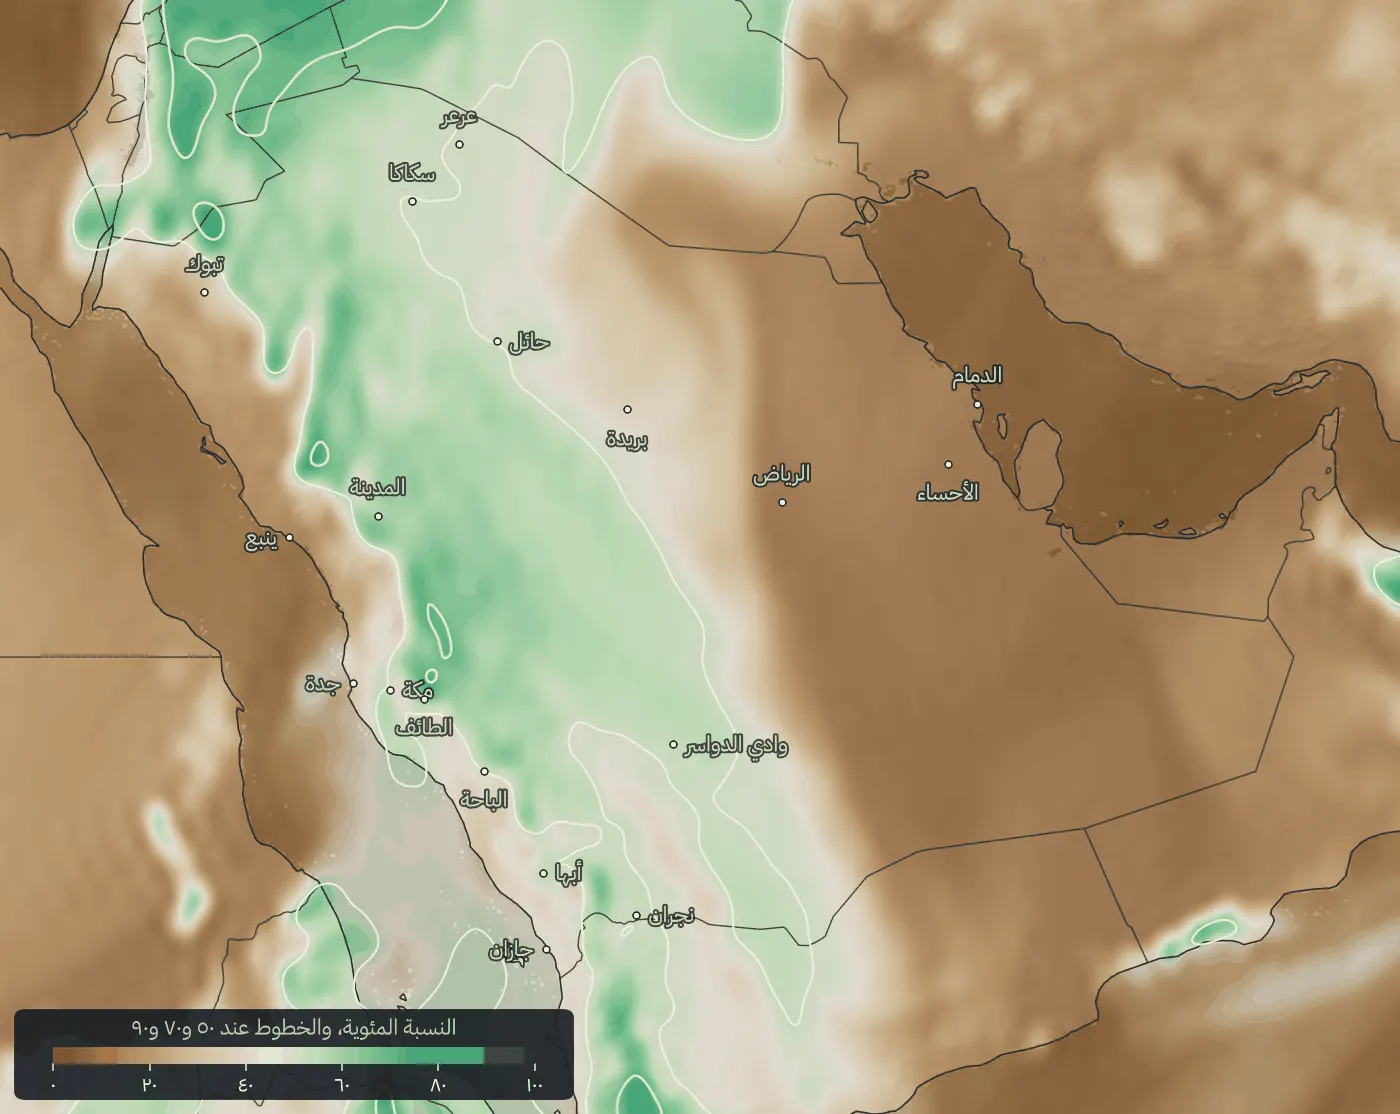 عرعر
سكاكا
تبوك
حائل
الدمام
بريدة
الرياض
الأحساء
المدينة
ينبع
جدة
مكة
الطائف
وادي الدواسر
الباحة
أبها
نجران
جازان
النسبة المئوية، والخطوط عند ٥٠ و٧٠ و٩٠
٠ ٢٠ ٤٠ ٦٠ ٨٠ ١٠٠